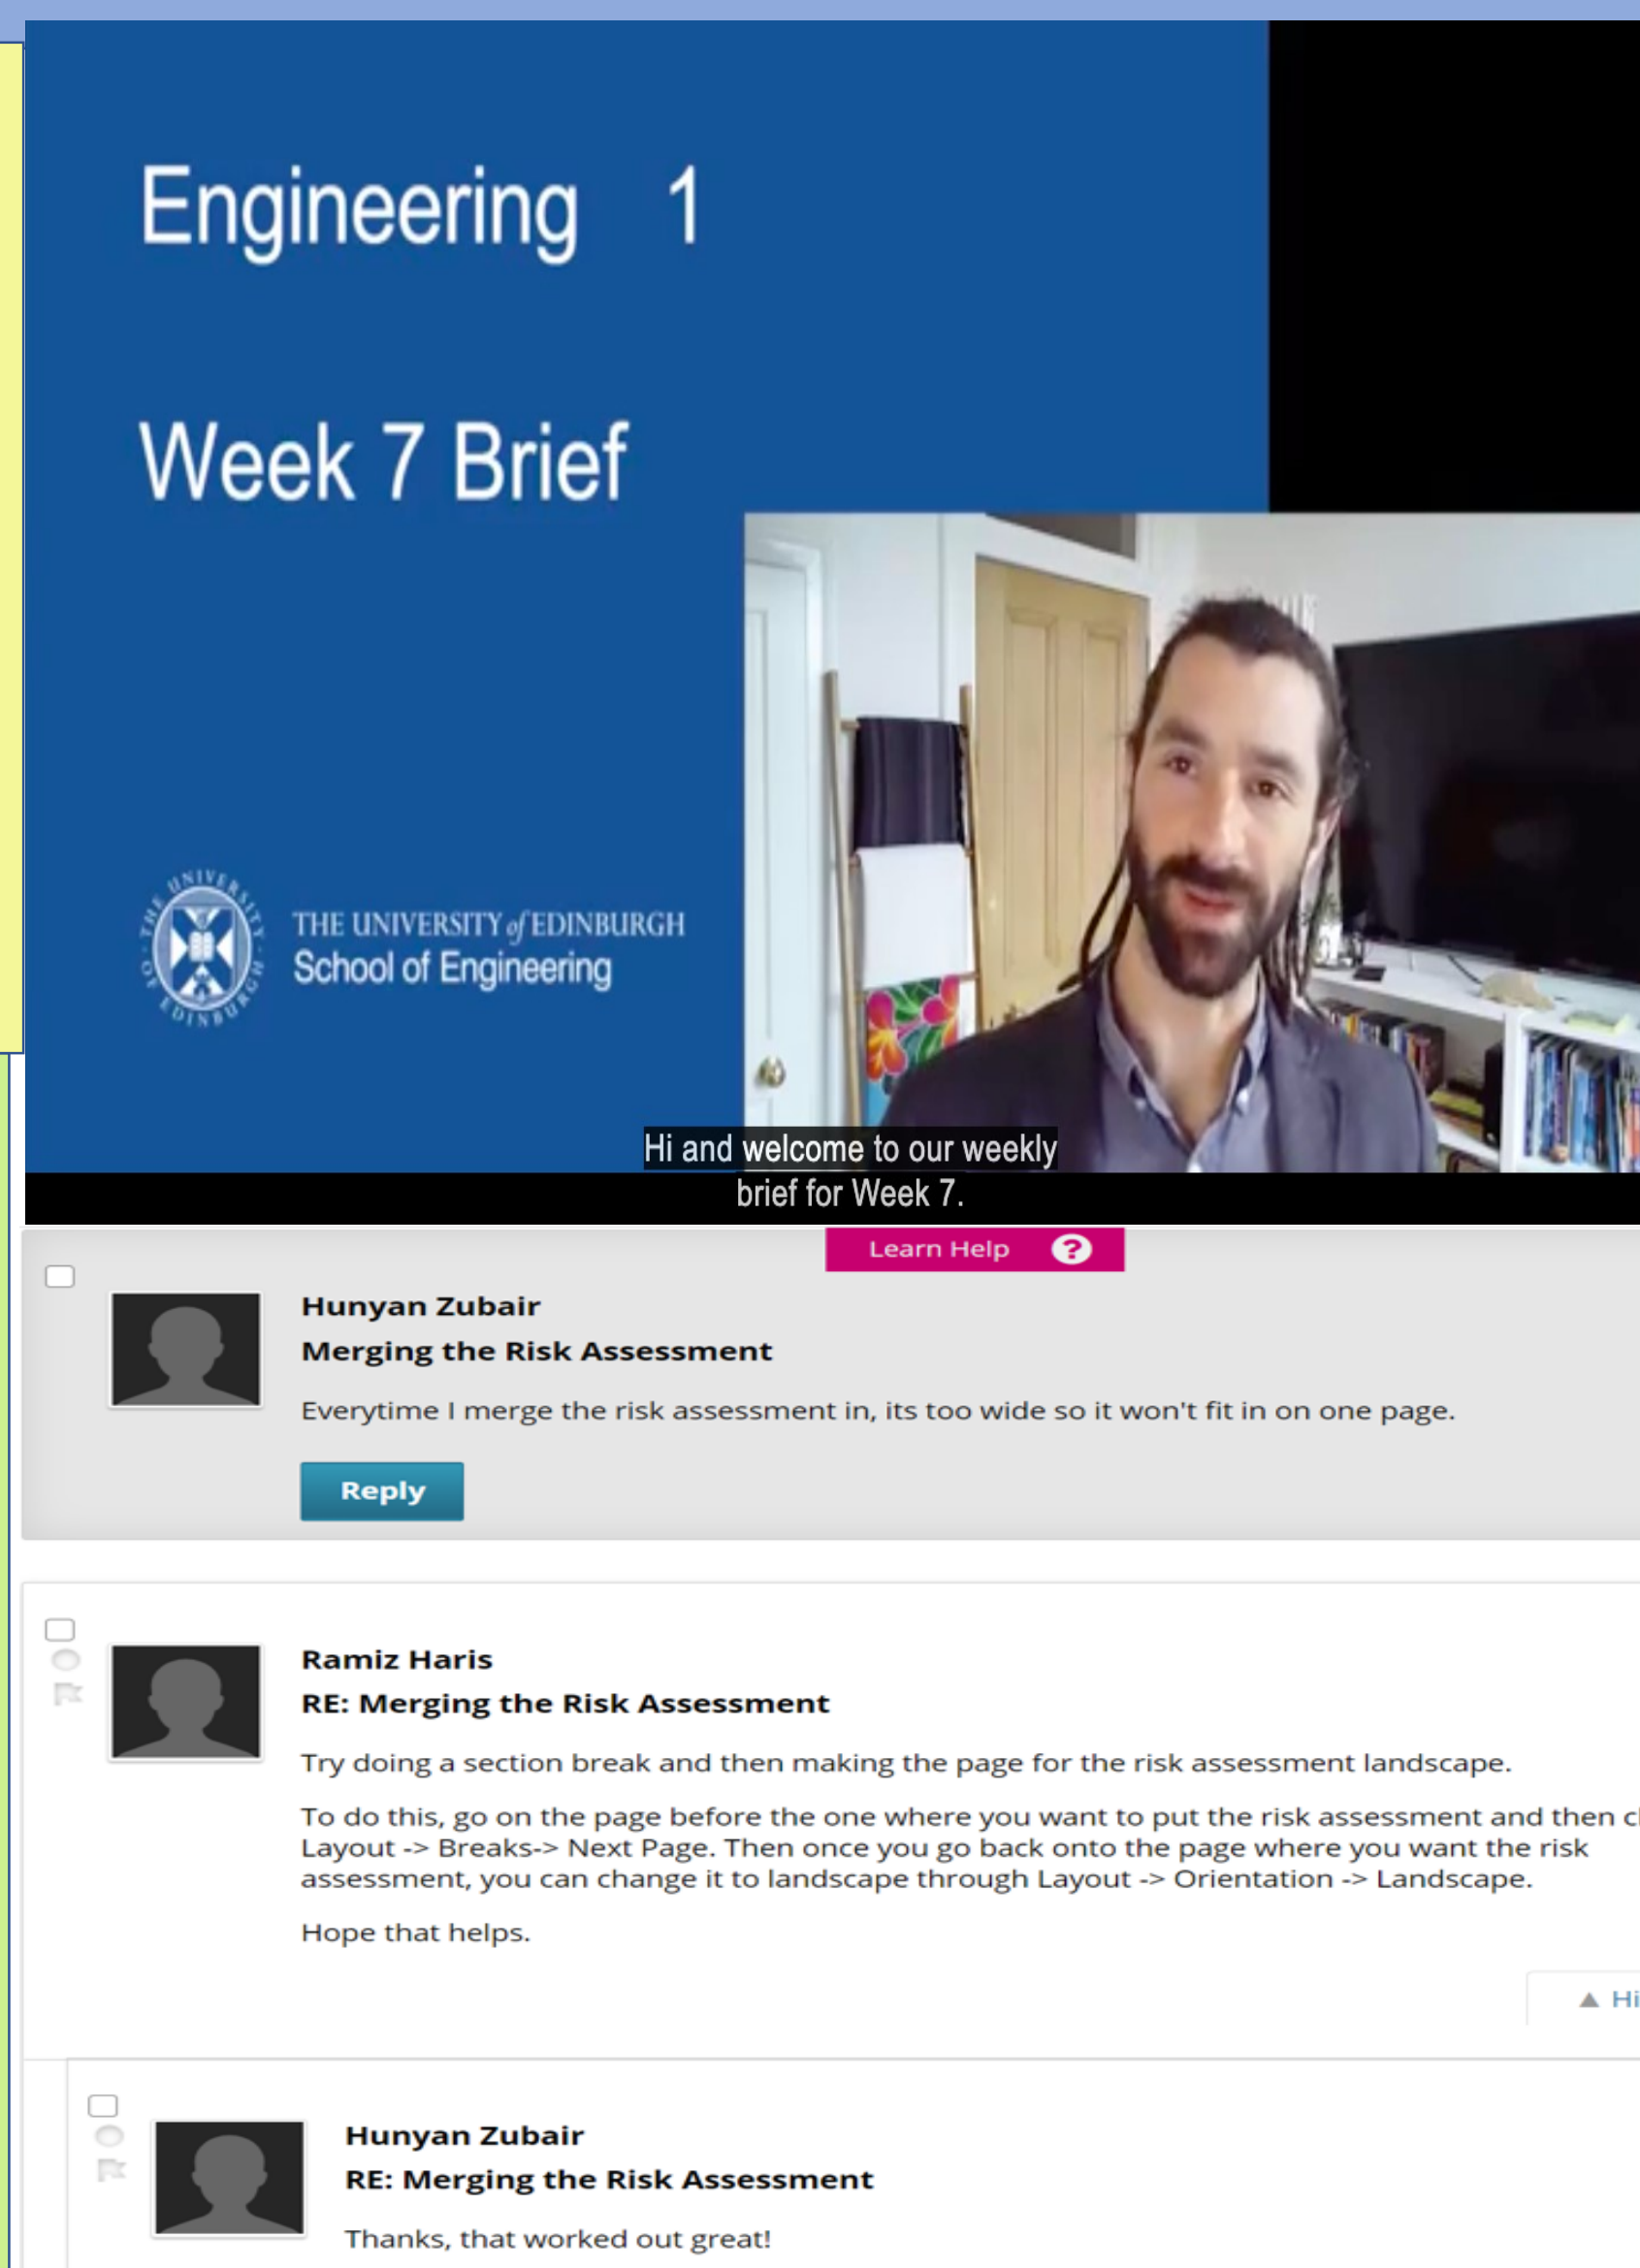 Engineering 1
Week 7 Brief
THE UNIVERSITY OF EDINBURGH
THE UNIVERSITY of EDINBURGH
School of Engineering
Hi and welcome to our weekly
brief for Week 7.
Learn Help ?
Hunyan Zubair
Merging the Risk Assessment
Everytime I merge the risk assessment in, its too wide so it won't fit in on one page.
Reply
Ramiz Haris
RE: Merging the Risk Assessment
Try doing a section break and then making the page for the risk assessment landscape.
To do this, go on the page before the one where you want to put the risk assessment and then
Layout -> Breaks-> Next Page. Then once you go back onto the page where you want the risk
assessment, you can change it to landscape through Layout -> Orientation -> Landscape.
Hope that helps.
Hunyan Zubair
RE: Merging the Risk Assessment
Thanks, that worked out great!